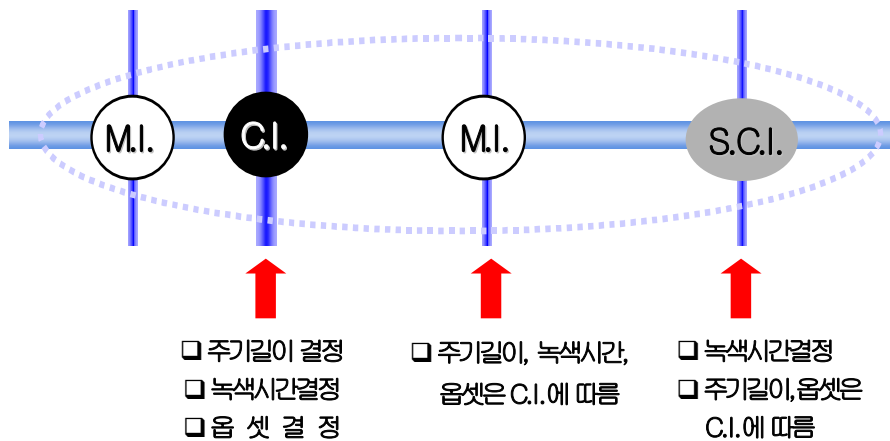 M.I.
C.I.
M.I.
S.C.I.
❑ 주기길이 결정
❑ 녹색시간결정
❑ 옵 셋 결 정
❑ 주기길이, 녹색시간,
옵셋은 C.I.에 따름
❑ 녹색시간결정
❑ 주기길이,옵셋은
C.I.에 따름